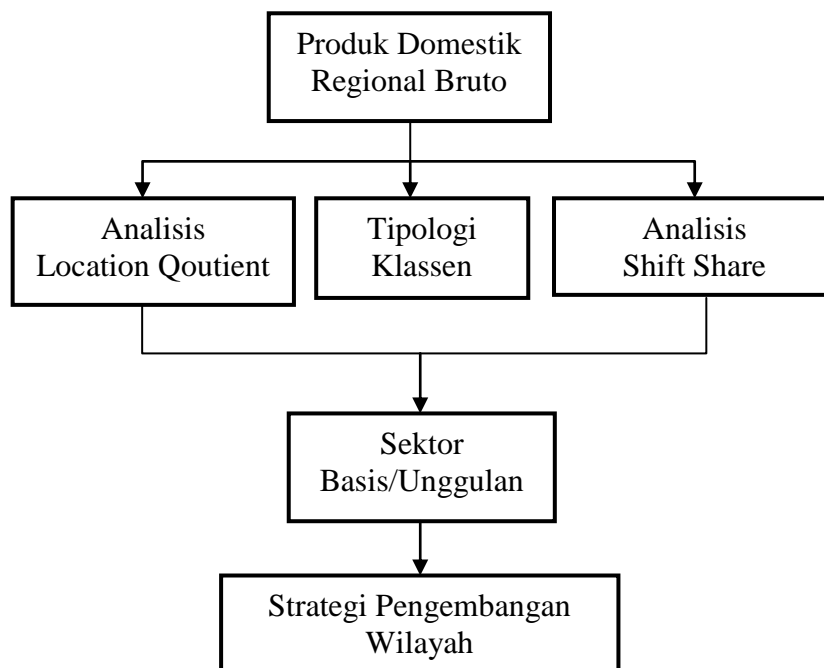 Produk Domestik
Regional Bruto
Analisis
Location Qoutient
Tipologi
Klassen
Analisis
Shift Share
Sektor
Basis/Unggulan
Strategi Pengembangan
Wilayah